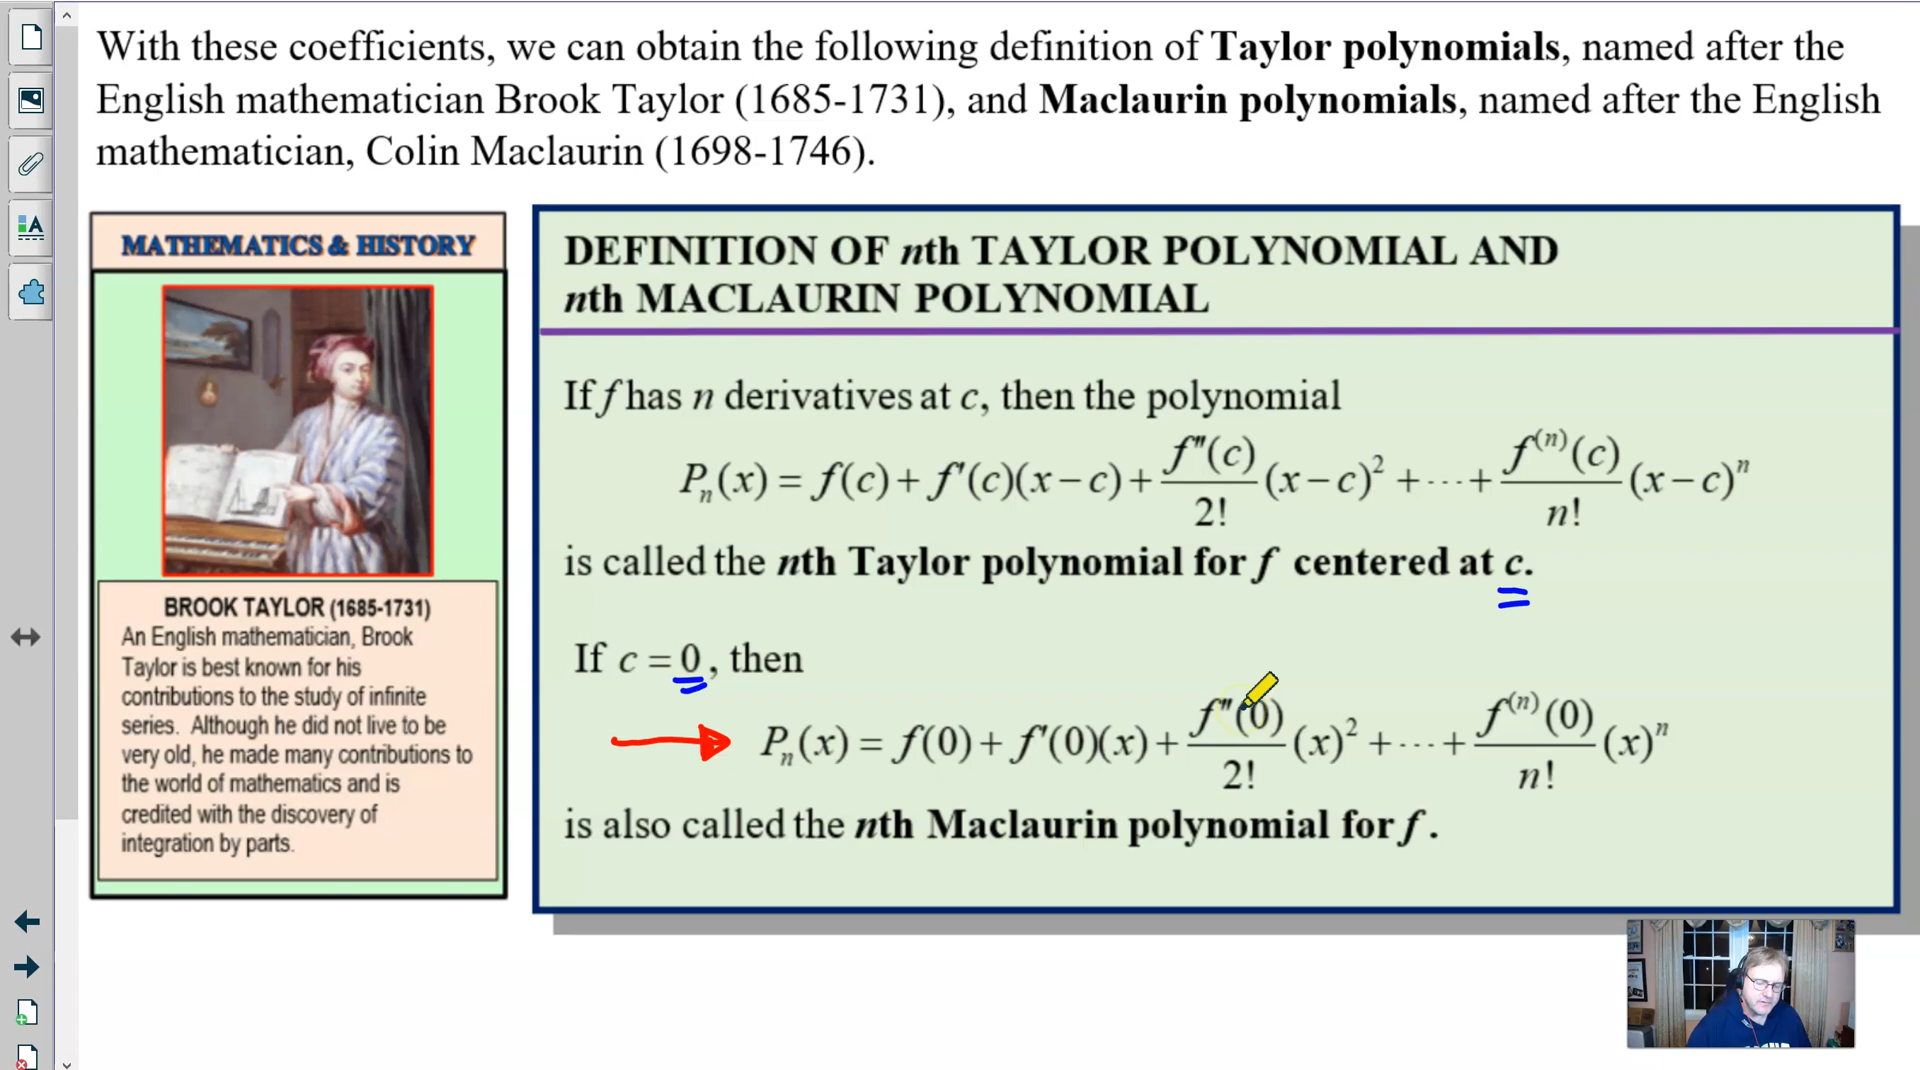 With these coefficients, we can obtain the following definition of Taylor polynomials, named after the
English mathematician Brook Taylor (1685-1731), and Maclaurin polynomials, named after the English
mathematician, Colin Maclaurin (1698-1746).
MATHEMATICS & HISTORY
BROOK TAYLOR (1685-1731)
An English mathematician, Brook
Taylor is best known for his
contributions to the study of infinite
series. Although he did not live to be
very old, he made many contributions to
the world of mathematics and is
credited with the discovery of
integration by parts.
DEFINITION OF nth TAYLOR POLYNOMIAL AND
nth MACLAURIN POLYNOMIAL
If f has n derivatives at c, then the polynomial
Pₙ(x) = f(c) + f'(c)(x − c) + f''(c)/2! (x − c)² + ⋯ + f⁽ⁿ⁾(c)/n! (x − c)ⁿ
is called the nth Taylor polynomial for f centered at c.
If c = 0, then
Pₙ(x) = f(0) + f'(0)(x) + f''(0)/2! (x)² + ⋯ + f⁽ⁿ⁾(0)/n! (x)ⁿ
is also called the nth Maclaurin polynomial for f.